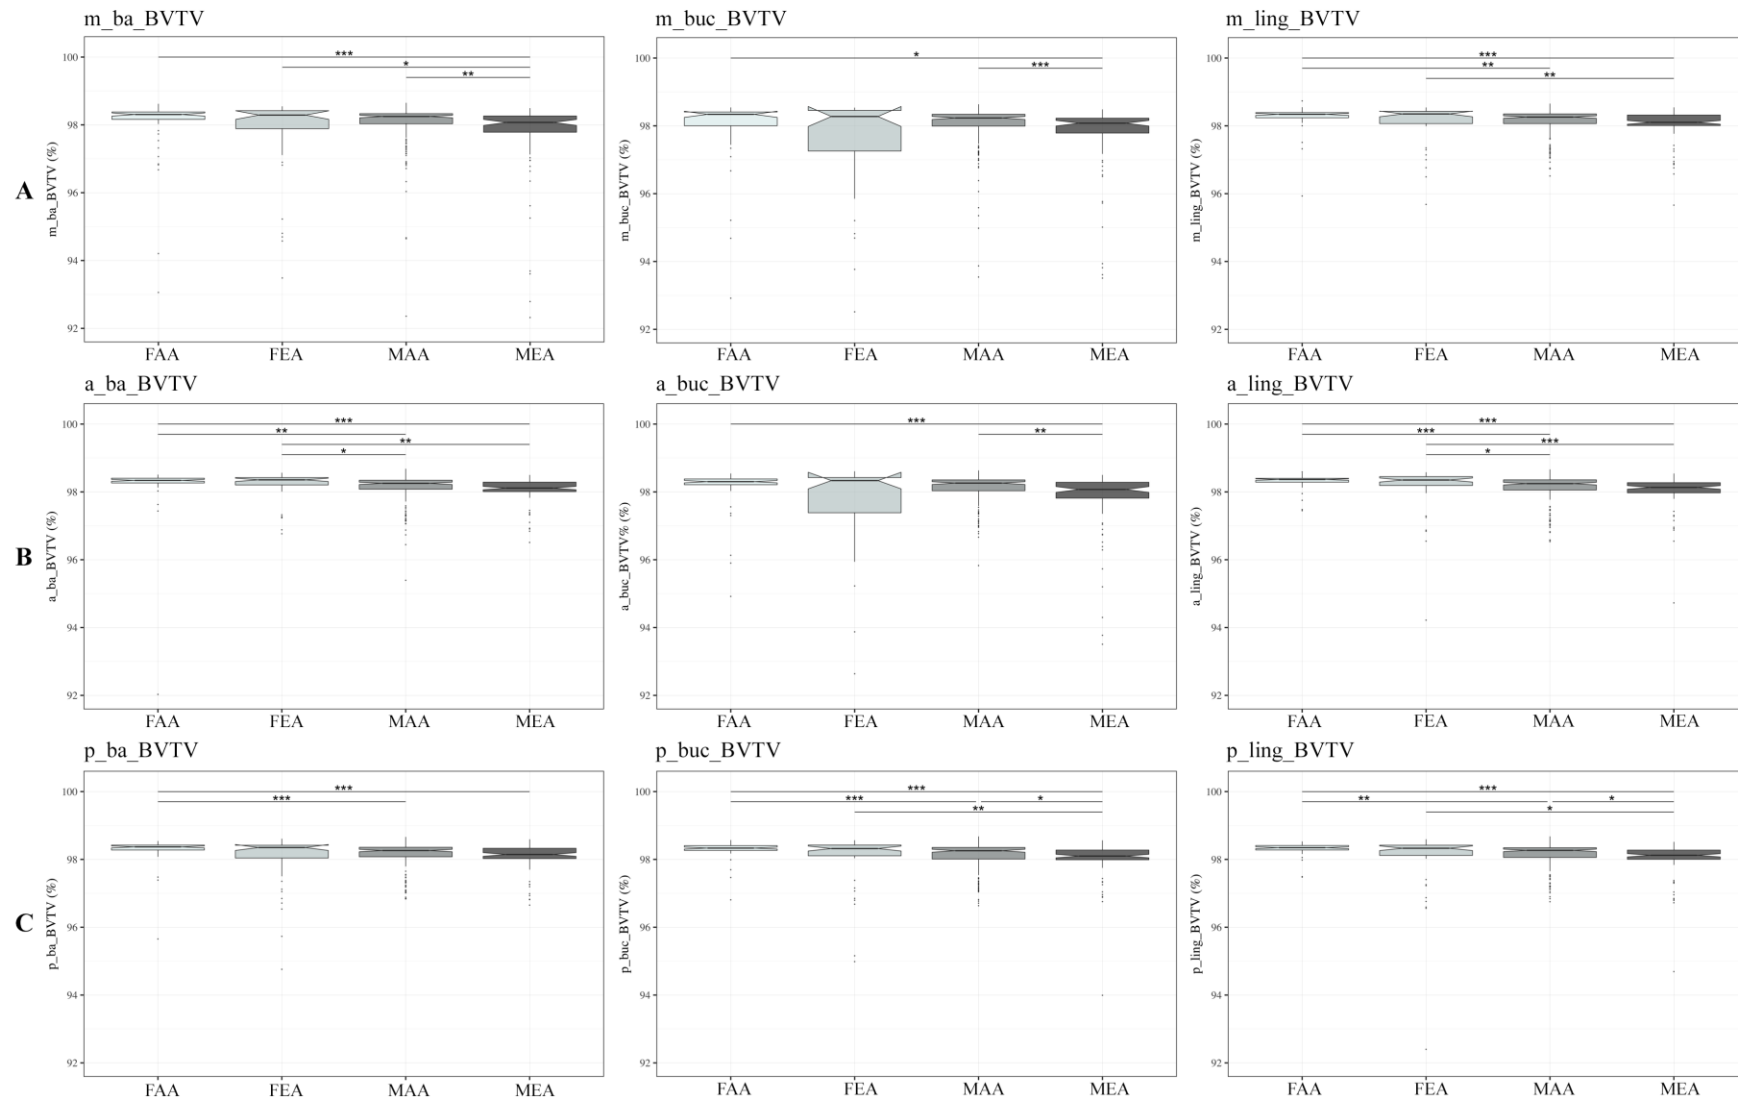 m_ba_BVTV
m_buc_BVTV
m_ling_BVTV
A
m_ba_BVTV (%)
100
98
96
94
92
***
*
**
FAA FEA MAA MEA
m_buc_BVTV (%)
100
98
96
94
92
*
***
FAA FEA MAA MEA
m_ling_BVTV (%)
100
98
96
94
92
***
**
**
FAA FEA MAA MEA
a_ba_BVTV
a_buc_BVTV
a_ling_BVTV
B
a_ba_BVTV (%)
100
98
96
94
92
***
**
**
*
FAA FEA MAA MEA
a_buc_BVTV% (%)
100
98
96
94
92
***
**
FAA FEA MAA MEA
a_ling_BVTV (%)
100
98
96
94
92
***
***
***
*
FAA FEA MAA MEA
p_ba_BVTV
p_buc_BVTV
p_ling_BVTV
C
p_ba_BVTV (%)
100
98
96
94
92
***
***
FAA FEA MAA MEA
p_buc_BVTV (%)
100
98
96
94
92
***
*** *
**
FAA FEA MAA MEA
p_ling_BVTV (%)
100
98
96
94
92
***
** *
*
FAA FEA MAA MEA